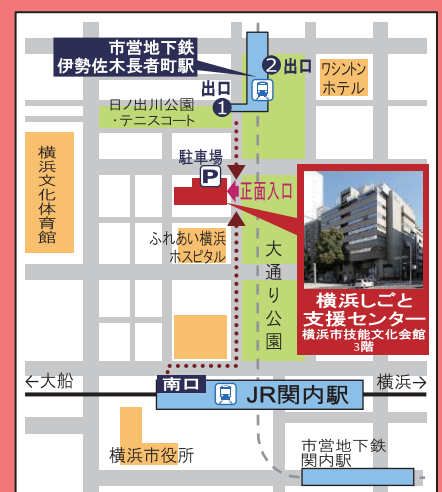 市営地下鉄
伊勢佐木長者町駅
❷出口
出口
❶
ワシントン
ホテル
日ノ出川公園
・テニスコート
駐車場
P
正面入口
横浜文化体育館
ふれあい横浜
ホスピタル
大通り公園
横浜しごと
支援センター
横浜市技能文化会館
3階
←大船
横浜→
南口
JR関内駅
横浜市役所
市営地下鉄
関内駅